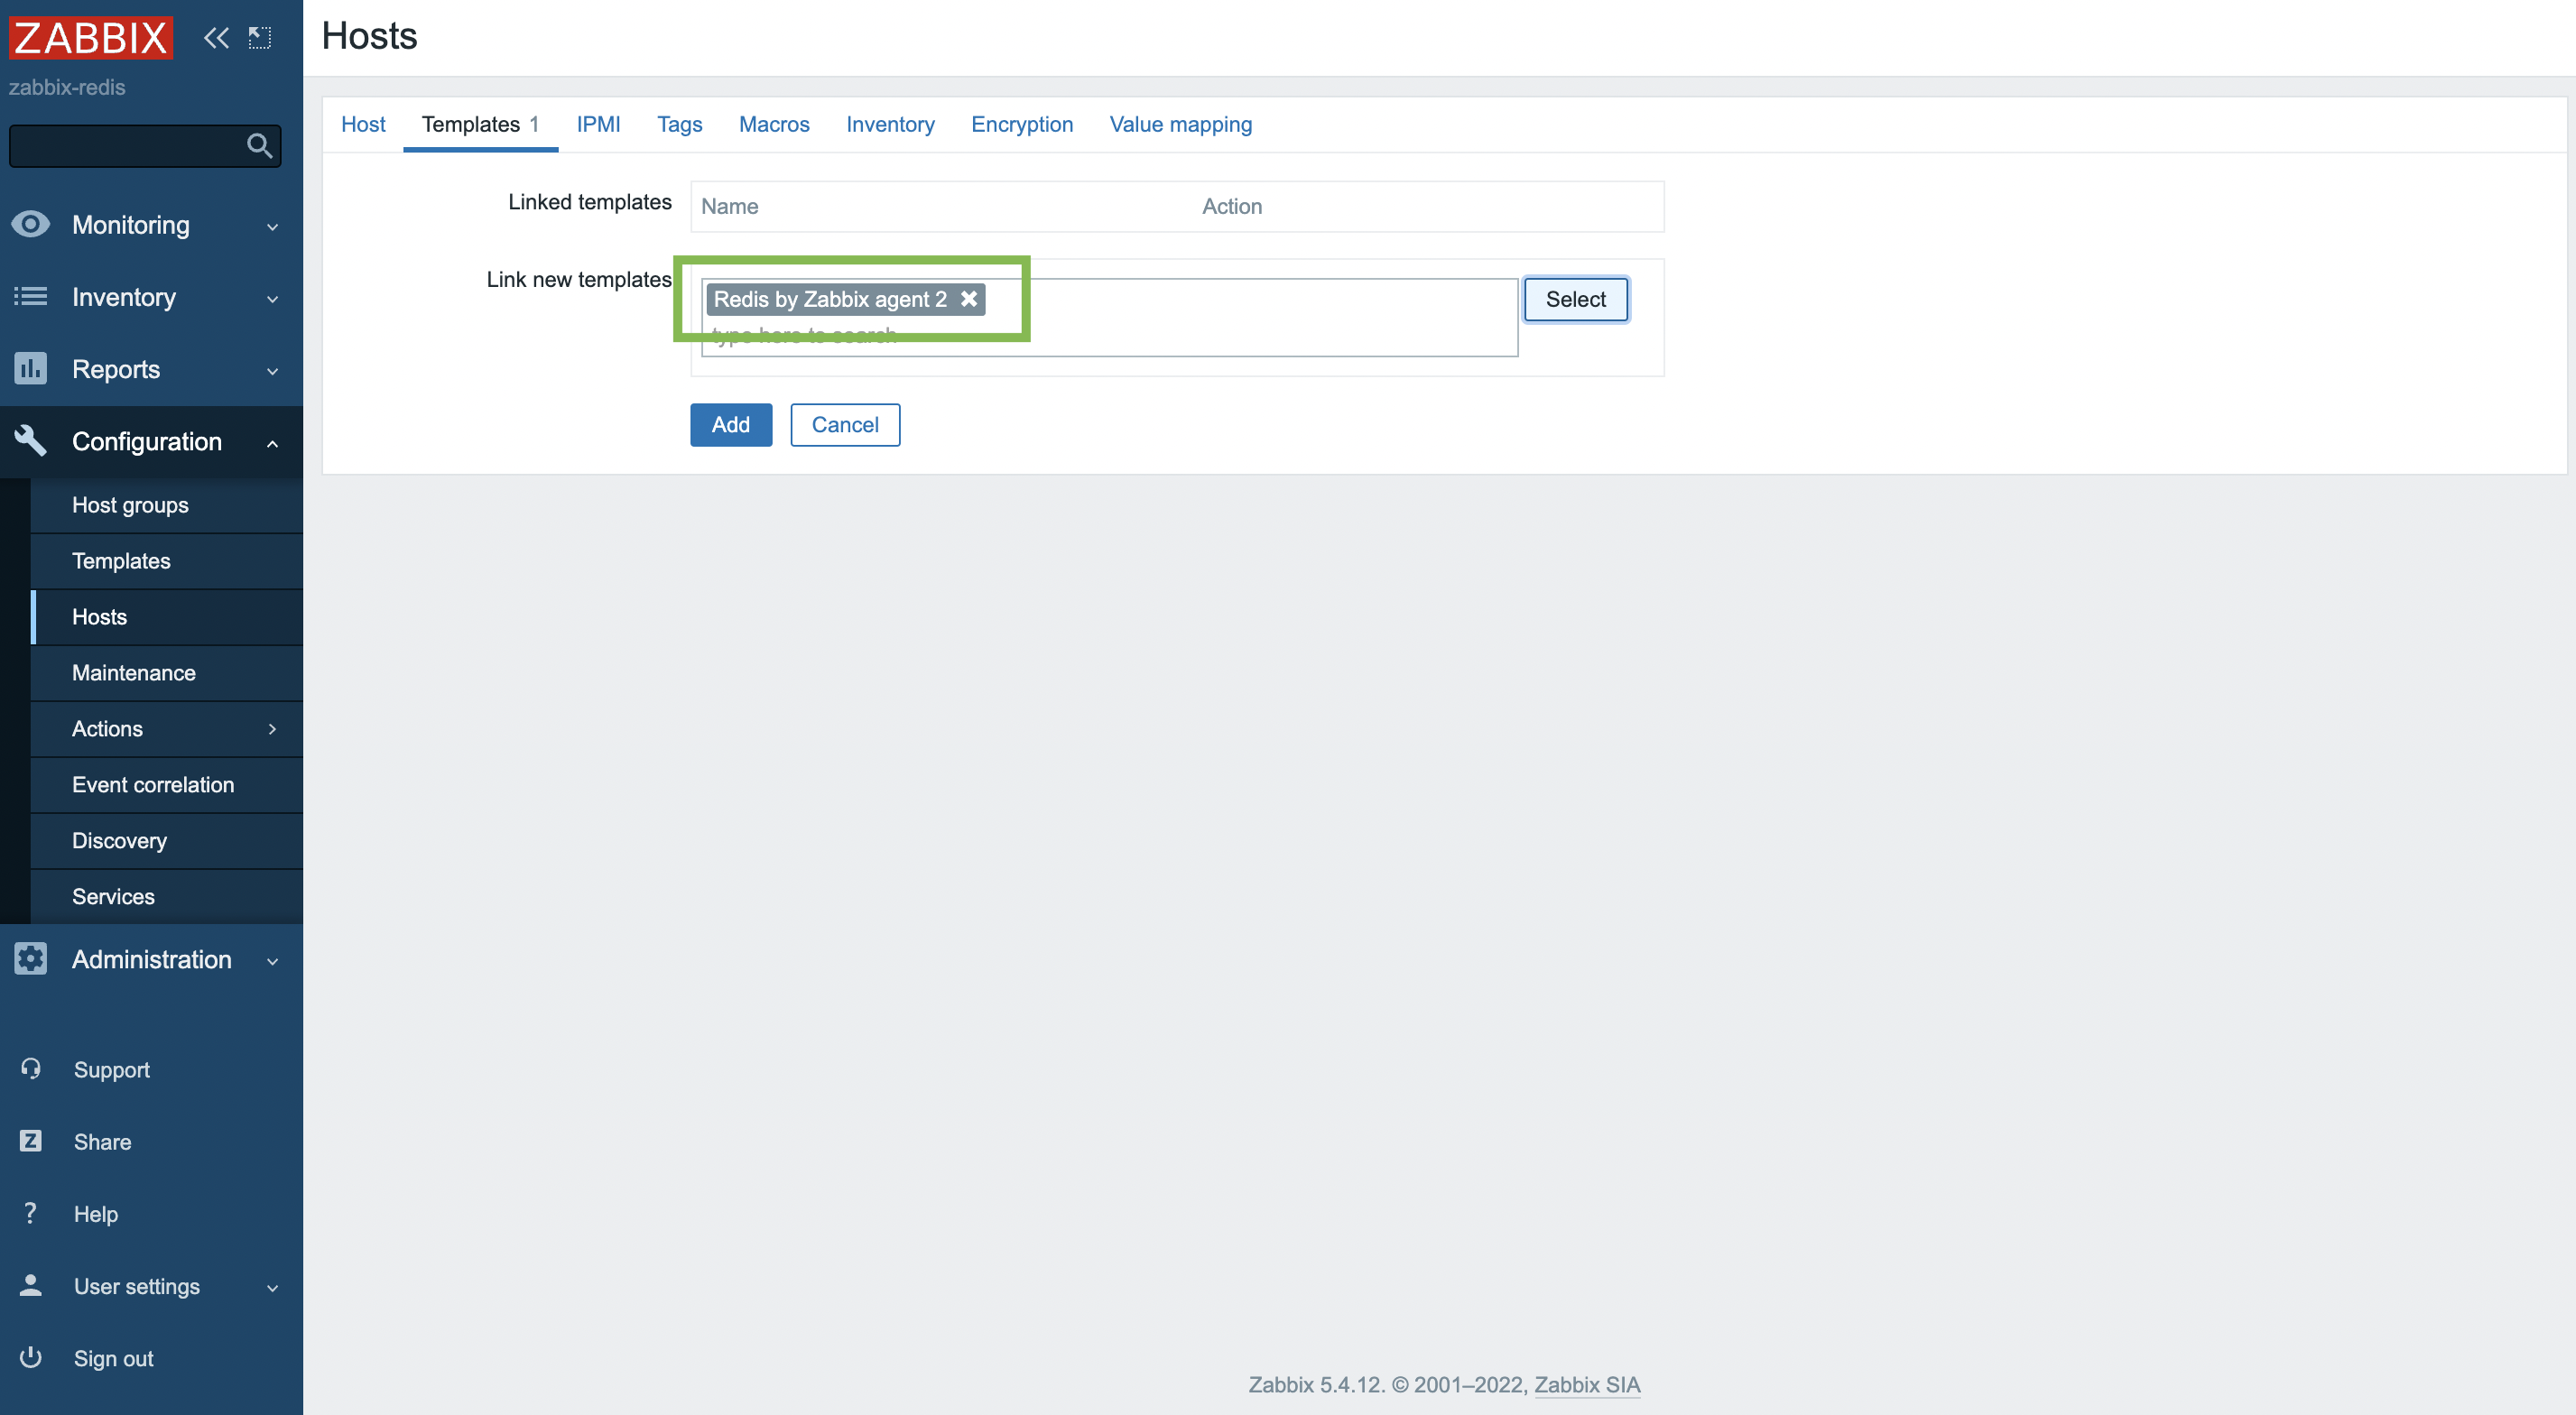 ZABBIX
zabbix-redis
Monitoring
Inventory
Reports
Configuration
Host groups
Templates
Hosts
Maintenance
Actions
Event correlation
Discovery
Services
Administration
Support
Z Share
? Help
User settings
Sign out
Hosts
Host Templates 1 IPMI Tags Macros Inventory Encryption Value mapping
Linked templates Name Action
Link new templates Redis by Zabbix agent 2 Select
type here to search
Add Cancel
Zabbix 5.4.12. © 2001–2022, Zabbix SIA